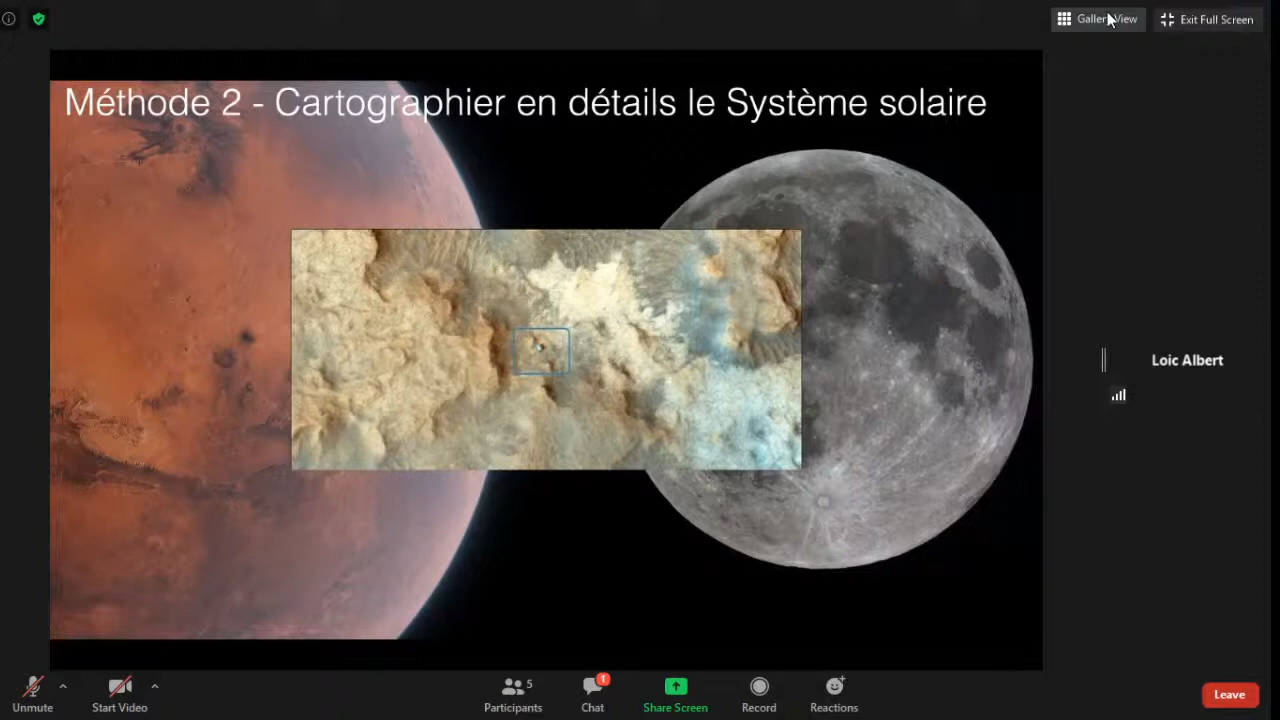 Gallery View
Exit Full Screen
Méthode 2 - Cartographier en détails le Système solaire
Loic Albert
Unmute
Start Video
5
Participants
1
Chat
Share Screen
Record
Reactions
Leave